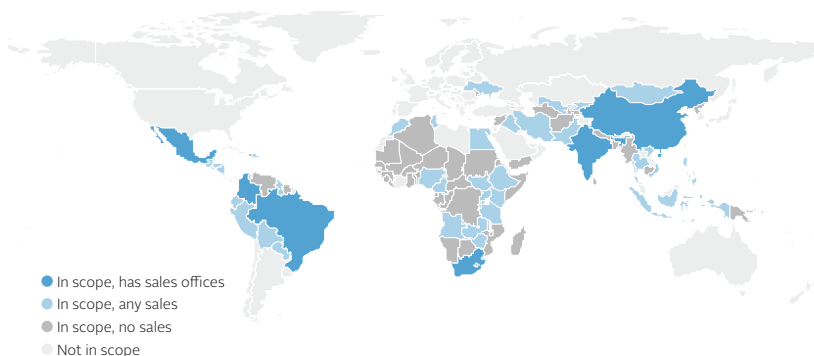 In scope, has sales offices
In scope, any sales
In scope, no sales
Not in scope